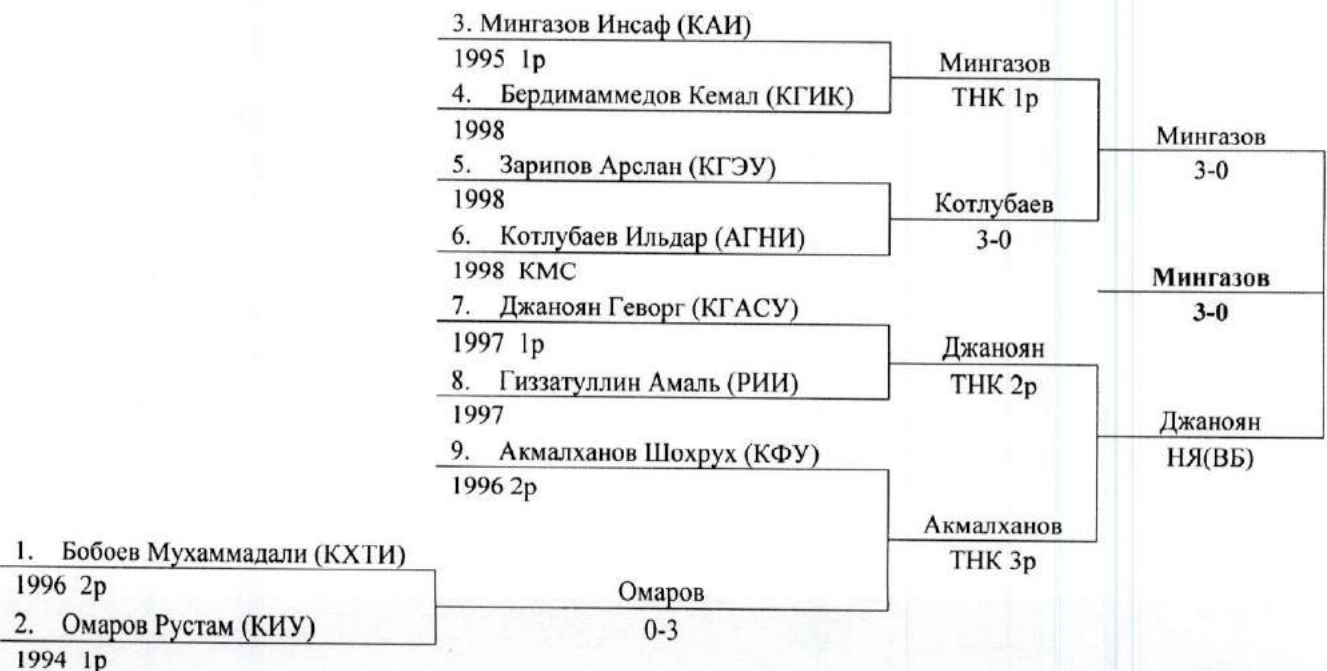 3. Мингазов Инсаф (КАИ)
1995 1р
4. Бердимаммедов Кемал (КГИК)
1998
5. Зарипов Арслан (КГЭУ)
1998
6. Котлубаев Ильдар (АГНИ)
1998 КМС
7. Джаноян Геворг (КГАСУ)
1997 1р
8. Гиззатуллин Амаль (РИИ)
1997
9. Акмалханов Шохрух (КФУ)
1996 2р
1. Бобоев Мухаммадали (КХТИ)
1996 2р
2. Омаров Рустам (КИУ)
1994 1р
Омаров
0-3
Мингазов
ТНК 1р
Котлубаев
3-0
Джаноян
ТНК 2р
Акмалханов
ТНК 3р
Мингазов
3-0
Мингазов
3-0
Джаноян
НЯ(ВБ)